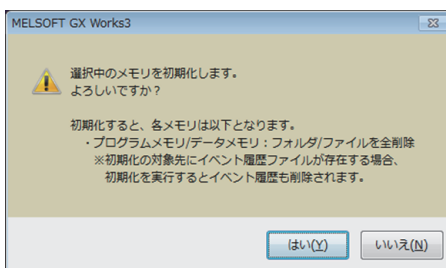 MELSOFT GX Works3
選択中のメモリを初期化します。
よろしいですか？
初期化すると、各メモリは以下となります。
・プログラムメモリ/データメモリ：フォルダ/ファイルを全削除
※初期化の対象先にイベント履歴ファイルが存在する場合、
初期化を実行するとイベント履歴も削除されます。
はい(Y)
いいえ(N)